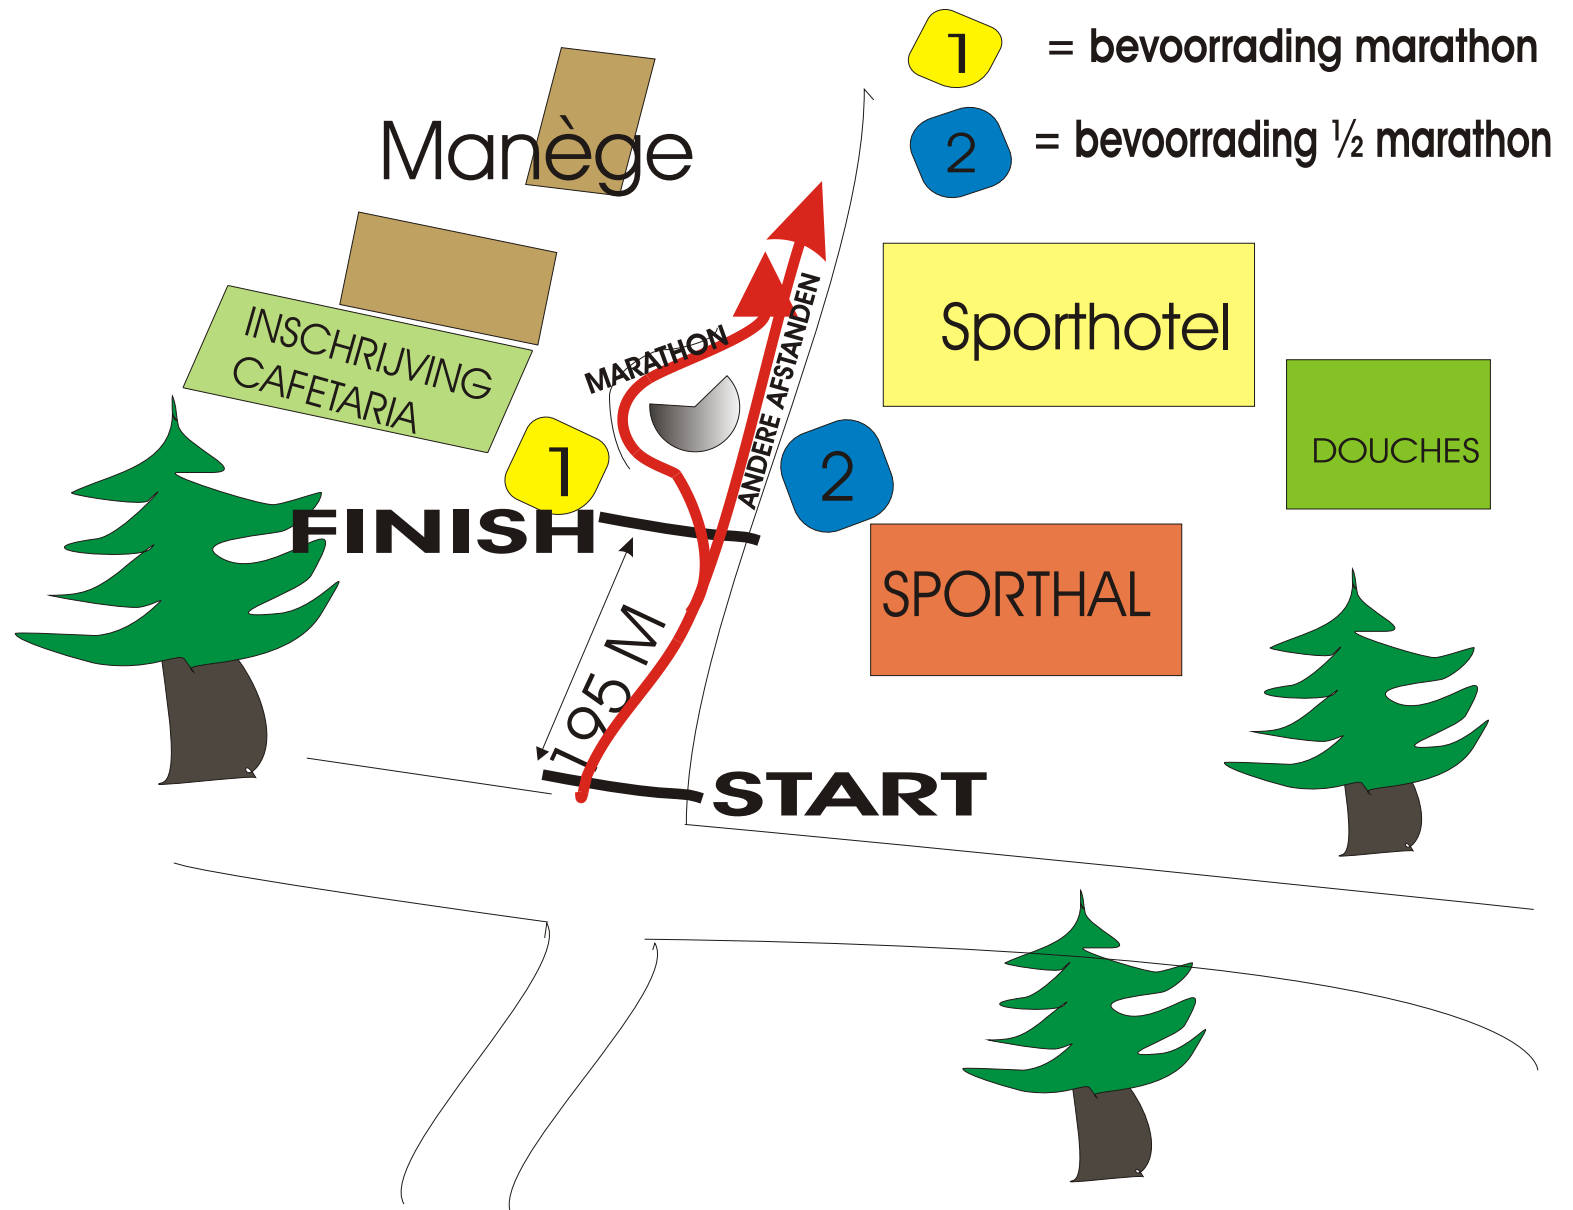 1 = bevoorrading marathon
2 = bevoorrading ½ marathon
Manège
INSCHRIJVING
CAFETARIA
MARATHON
ANDERE AFSTANDEN
Sporthotel
DOUCHES
1
2
FINISH
SPORTHAL
195 M
START